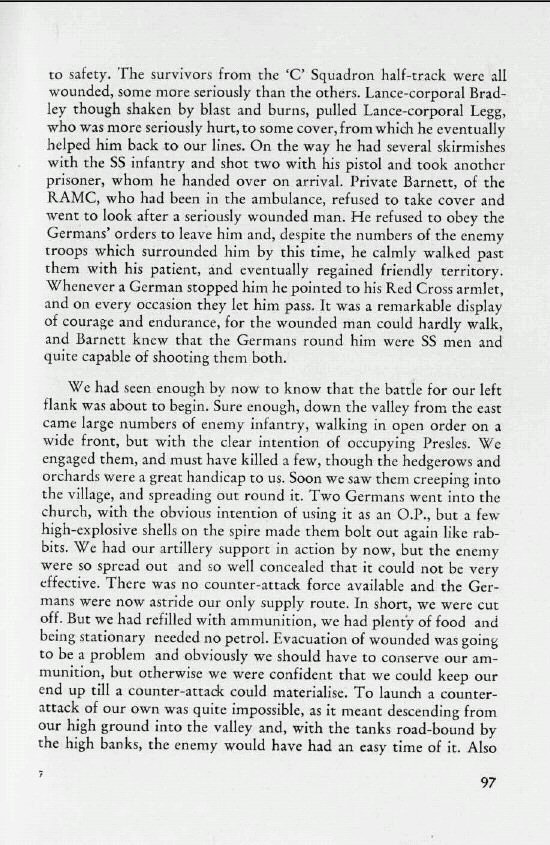 to safety. The survivors from the ‘C’ Squadron half-track were all
wounded, some more seriously than the others. Lance-corporal Brad-
ley though shaken by blast and burns, pulled Lance-corporal Legg,
who was more seriously hurt, to some cover, from which he eventually
helped him back to our lines. On the way he had several skirmishes
with the SS infantry and shot two with his pistol and took another
prisoner, whom he handed over on arrival. Private Barnett, of the
RAMC, who had been in the ambulance, refused to take cover and
went to look after a seriously wounded man. He refused to obey the
Germans’ orders to leave him and, despite the numbers of the enemy
troops which surrounded him by this time, he calmly walked past
them with his patient, and eventually regained friendly territory.
Whenever a German stopped him he pointed to his Red Cross armlet,
and on every occasion they let him pass. It was a remarkable display
of courage and endurance, for the wounded man could hardly walk,
and Barnett knew that the Germans round him were SS men and
quite capable of shooting them both.
We had seen enough by now to know that the battle for our left
flank was about to begin. Sure enough, down the valley from the east
came large numbers of enemy infantry, walking in open order on a
wide front, but with the clear intention of occupying Presles. We
engaged them, and must have killed a few, though the hedgerows and
orchards were a great handicap to us. Soon we saw them creeping into
the village, and spreading out round it. Two Germans went into the
church, with the obvious intention of using it as an O.P., but a few
high-explosive shells on the spire made them bolt out again like rab-
bits. We had our artillery support in action by now, but the enemy
were so spread out and so well concealed that it could not be very
effective. There was no counter-attack force available and the Ger-
mans were now astride our only supply route. In short, we were cut
off. But we had refilled with ammunition, we had plenty of food and
being stationary needed no petrol. Evacuation of wounded was going
to be a problem and obviously we should have to conserve our am-
munition, but otherwise we were confident that we could keep our
end up till a counter-attack could materialise. To launch a counter-
attack of our own was quite impossible, as it meant descending from
our high ground into the valley and, with the tanks road-bound by
the high banks, the enemy would have had an easy time of it. Also
7
97